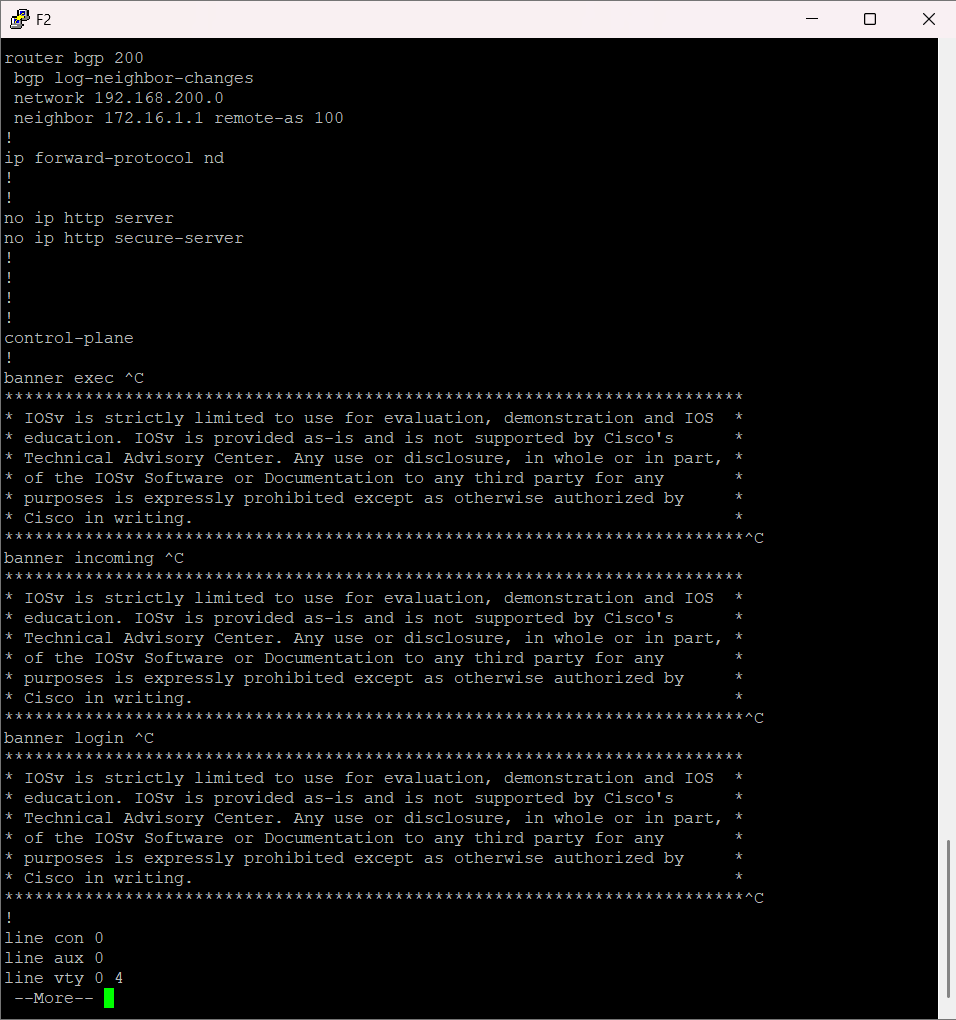 F2
router bgp 200
 bgp log-neighbor-changes
 network 192.168.200.0
 neighbor 172.16.1.1 remote-as 100
!
ip forward-protocol nd
!
!
no ip http server
no ip http secure-server
!
!
!
!
control-plane
!
banner exec ^C
**************************************************************************
* IOSv is strictly limited to use for evaluation, demonstration and IOS  *
* education. IOSv is provided as-is and is not supported by Cisco's      *
* Technical Advisory Center. Any use or disclosure, in whole or in part, *
* of the IOSv Software or Documentation to any third party for any       *
* purposes is expressly prohibited except as otherwise authorized by     *
* Cisco in writing.                                                      *
**************************************************************************^C
banner incoming ^C
**************************************************************************
* IOSv is strictly limited to use for evaluation, demonstration and IOS  *
* education. IOSv is provided as-is and is not supported by Cisco's      *
* Technical Advisory Center. Any use or disclosure, in whole or in part, *
* of the IOSv Software or Documentation to any third party for any       *
* purposes is expressly prohibited except as otherwise authorized by     *
* Cisco in writing.                                                      *
**************************************************************************^C
banner login ^C
**************************************************************************
* IOSv is strictly limited to use for evaluation, demonstration and IOS  *
* education. IOSv is provided as-is and is not supported by Cisco's      *
* Technical Advisory Center. Any use or disclosure, in whole or in part, *
* of the IOSv Software or Documentation to any third party for any       *
* purposes is expressly prohibited except as otherwise authorized by     *
* Cisco in writing.                                                      *
**************************************************************************^C
!
line con 0
line aux 0
line vty 0 4
 --More--